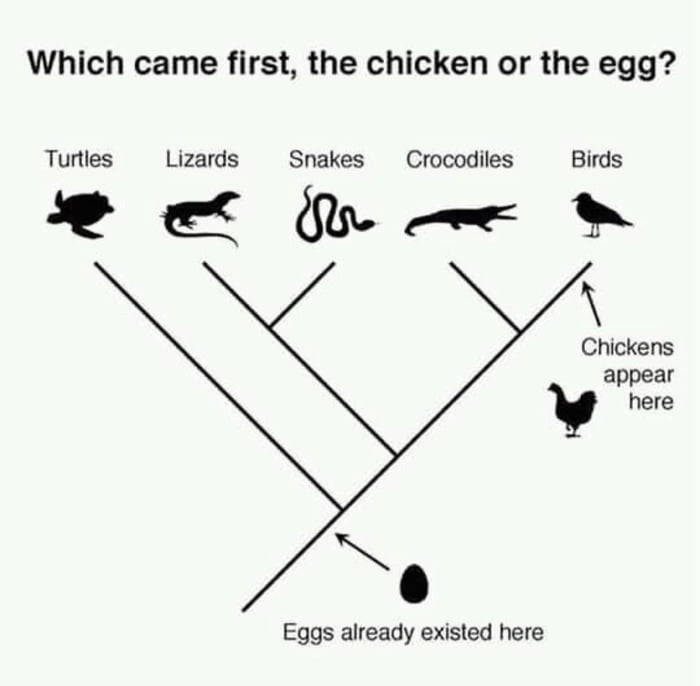 Which came first, the chicken or the egg?
Turtles Lizards Snakes Crocodiles Birds
Chickens
appear
here
Eggs already existed here